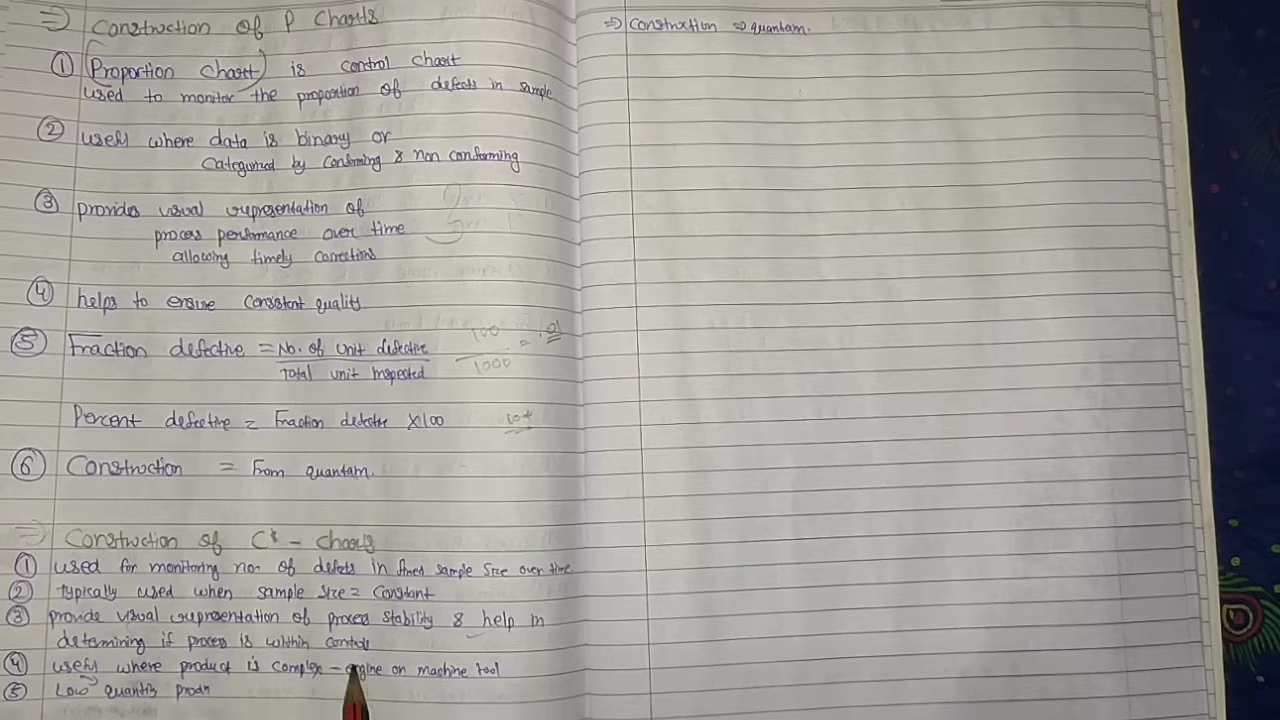 ⇒ Construction of P Charts
① (Proportion chart) is control chart
used to monitor the proportion of defects in sample
② useful where data is binary or
Categorized by Conforming & non conforming
③ provides visual representation of
process performance over time
allowing timely corrections
④ helps to ensure consistent quality
⑤ Fraction defective = No. of unit defective
Total unit inspected
100
1000
Percent defective = Fraction defective ×100
⑥ Construction = From quantam.
⇒ Construction of C - Charts
① used for monitoring no. of defects in fixed sample size over time
② typically used when sample size = constant
③ provide visual representation of process stability & help in
determining if process is within control
④ useful where product is complex – engine on machine tool
⑤ Low quantity prodn
⇒ Construction ⇒ quantam.